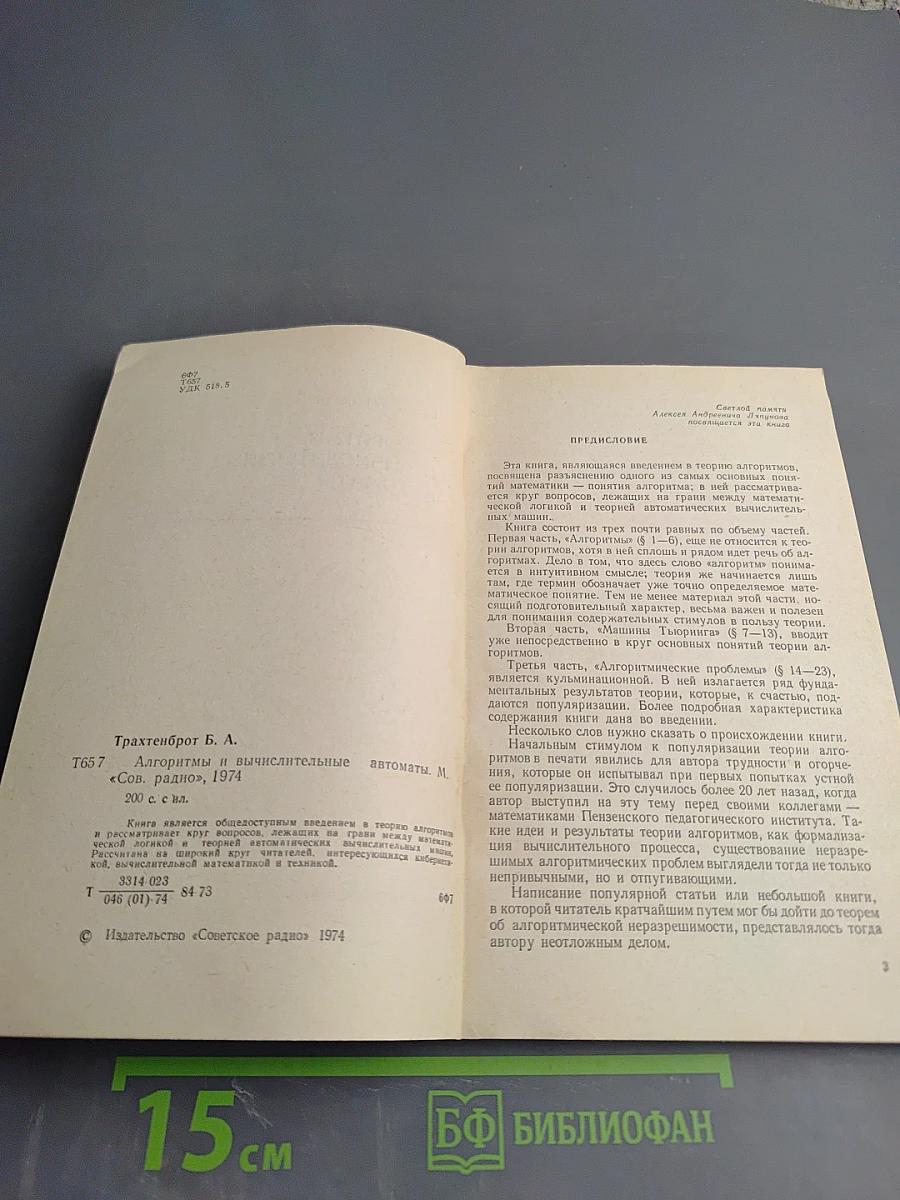 6Ф7
Т657
УДК 518.5
Трахтенброт Б. А.
Т657 Алгоритмы и вычислительные автоматы. М.
«Сов. радио», 1974
200 с. с ил.
Книга является общедоступным введением в теорию алгоритмов
и рассматривает круг вопросов, лежащих на грани между математи-
ческой логикой и теорией автоматических вычислительных машин.
Рассчитана на широкий круг читателей, интересующихся кибернети-
кой, вычислительной математикой и техникой.
Т 3314-023
046 (01)-74 84-73
6Ф7
© Издательство «Советское радио» 1974
Светлой памяти
Алексея Андреевича Ляпунова
посвящается эта книга
ПРЕДИСЛОВИЕ
Эта книга, являющаяся введением в теорию алгоритмов,
посвящена разъяснению одного из самых основных поня-
тий математики — понятия алгоритма; в ней рассматрива-
ется круг вопросов, лежащих на грани между математи-
ческой логикой и теорией автоматических вычислитель-
ных машин.
Книга состоит из трех почти равных по объему частей.
Первая часть, «Алгоритмы» (§ 1—6), еще не относится к тео-
рии алгоритмов, хотя в ней сплошь и рядом идет речь об ал-
горитмах. Дело в том, что здесь слово «алгоритм» понима-
ется в интуитивном смысле; теория же начинается лишь
там, где термин обозначает уже точно определяемое мате-
матическое понятие. Тем не менее материал этой части, но-
сящий подготовительный характер, весьма важен и полезен
для понимания содержательных стимулов в пользу теории.
Вторая часть, «Машины Тьюринга» (§ 7—13), вводит
уже непосредственно в круг основных понятий теории ал-
горитмов.
Третья часть, «Алгоритмические проблемы» (§ 14—23),
является кульминационной. В ней излагается ряд фунда-
ментальных результатов теории, которые, к счастью, под-
даются популяризации. Более подробная характеристика
содержания книги дана во введении.
Несколько слов нужно сказать о происхождении книги.
Начальным стимулом к популяризации теории алго-
ритмов в печати явились для автора трудности и огорче-
ния, которые он испытывал при первых попытках устной
ее популяризации. Это случилось более 20 лет назад, когда
автор выступил на эту тему перед своими коллегами —
математиками Пензенского педагогического института. Та-
кие идеи и результаты теории алгоритмов, как формализа-
ция вычислительного процесса, существование неразре-
шимых алгоритмических проблем выглядели тогда не только
непривычными, но и отпугивающими.
Написание популярной статьи или небольшой книги,
в которой читатель кратчайшим путем мог бы дойти до теорем
об алгоритмической неразрешимости, представлялось тогда
автору неотложным делом.
3
15 см
БФ БИБЛИОФАН